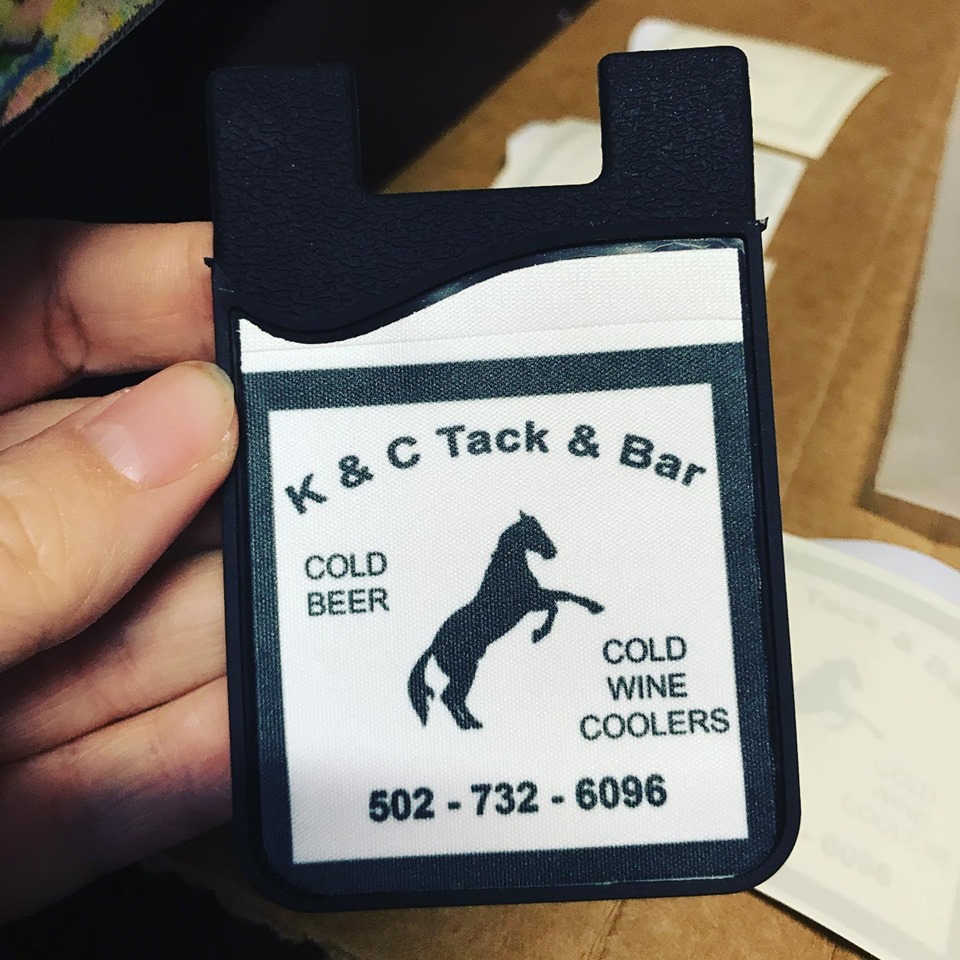 K & C Tack & Bar
COLD
BEER
COLD
WINE
COOLERS
502 - 732 - 6096